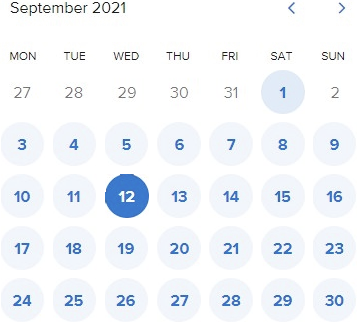 September 2021
MON TUE WED THU FRI SAT SUN
27 28 29 30 31 1 2
3 4 5 6 7 8 9
10 11 12 13 14 15 16
17 18 19 20 21 22 23
24 25 26 27 28 29 30